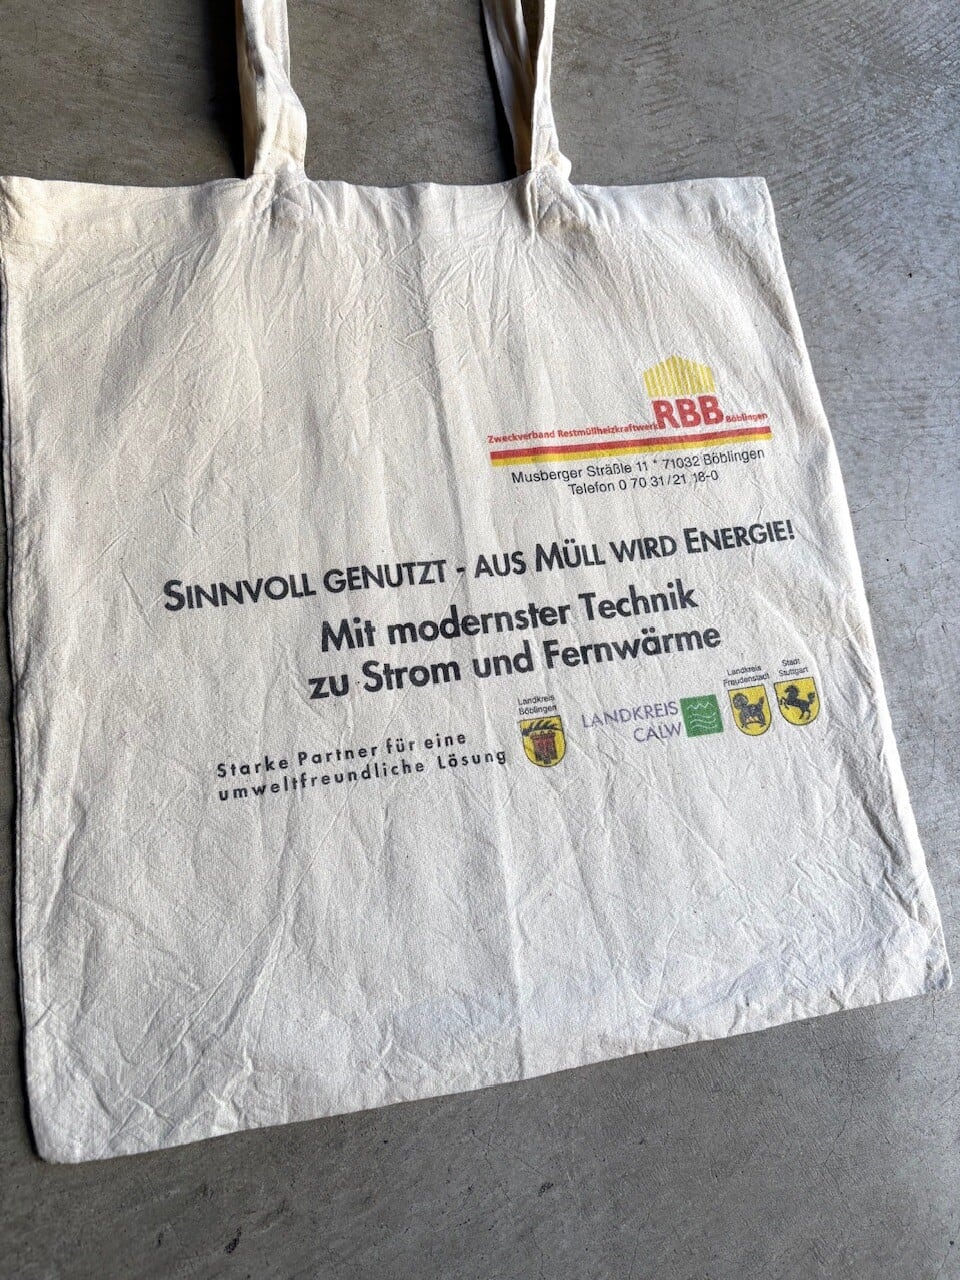 RBB
Zweckverband Restmüllheizkraftwerk Böblingen
Musberger Sträßle 11 * 71032 Böblingen
Telefon 0 70 31/21 18-0
SINNVOLL GENUTZT - AUS MÜLL WIRD ENERGIE!
Mit modernster Technik
zu Strom und Fernwärme
Starke Partner für eine
umweltfreundliche Lösung
Landkreis
Böblingen
LANDKREIS
CALW
Landkreis
Freudenstadt
Stadt
Stuttgart